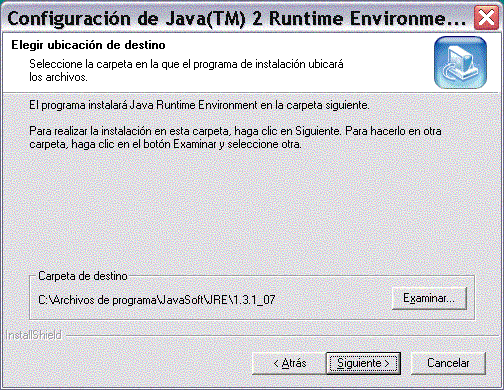 Configuración de Java(TM) 2 Runtime Environme...
Elegir ubicación de destino
Seleccione la carpeta en la que el programa de instalación ubicará
los archivos.
El programa instalará Java Runtime Environment en la carpeta siguiente.
Para realizar la instalación en esta carpeta, haga clic en Siguiente. Para hacerlo en otra
carpeta, haga clic en el botón Examinar y seleccione otra.
Carpeta de destino
C:\Archivos de programa\JavaSoft\JRE\1.3.1_07
Examinar...
InstallShield
< Atrás
Siguiente >
Cancelar